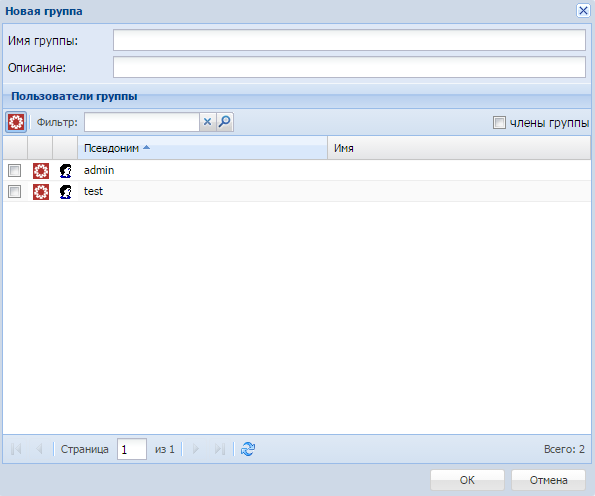 Новая группа
Имя группы:
Описание:
Пользователи группы
Фильтр: члены группы
Псевдоним Имя
admin
test
Страница 1 из 1 Всего: 2
OK Отмена